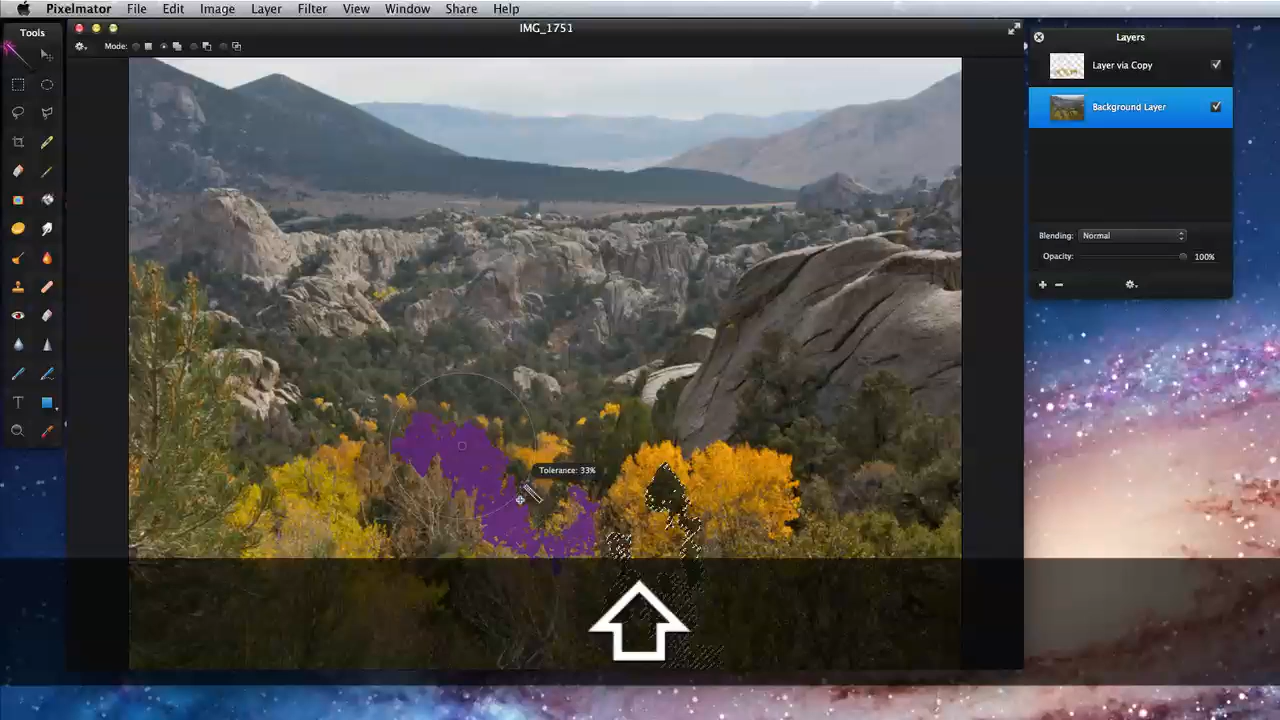 Pixelmator File Edit Image Layer Filter View Window Share Help
Tools
IMG_1751
Mode:
Layers
Layer via Copy
Background Layer
Blending: Normal
Opacity: 100%
Tolerance: 33%
T